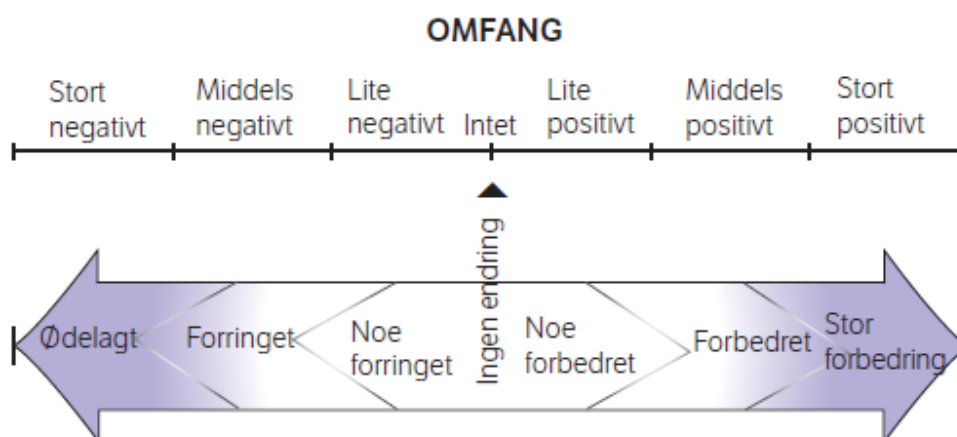 OMFANG
Stort
negativt
Middels
negativt
Lite
negativt
Intet
Lite
positivt
Middels
positivt
Stort
positivt
Ingen endring
Ødelagt
Forringet
Noe
forringet
Noe
forbedret
Forbedret
Stor
forbedring